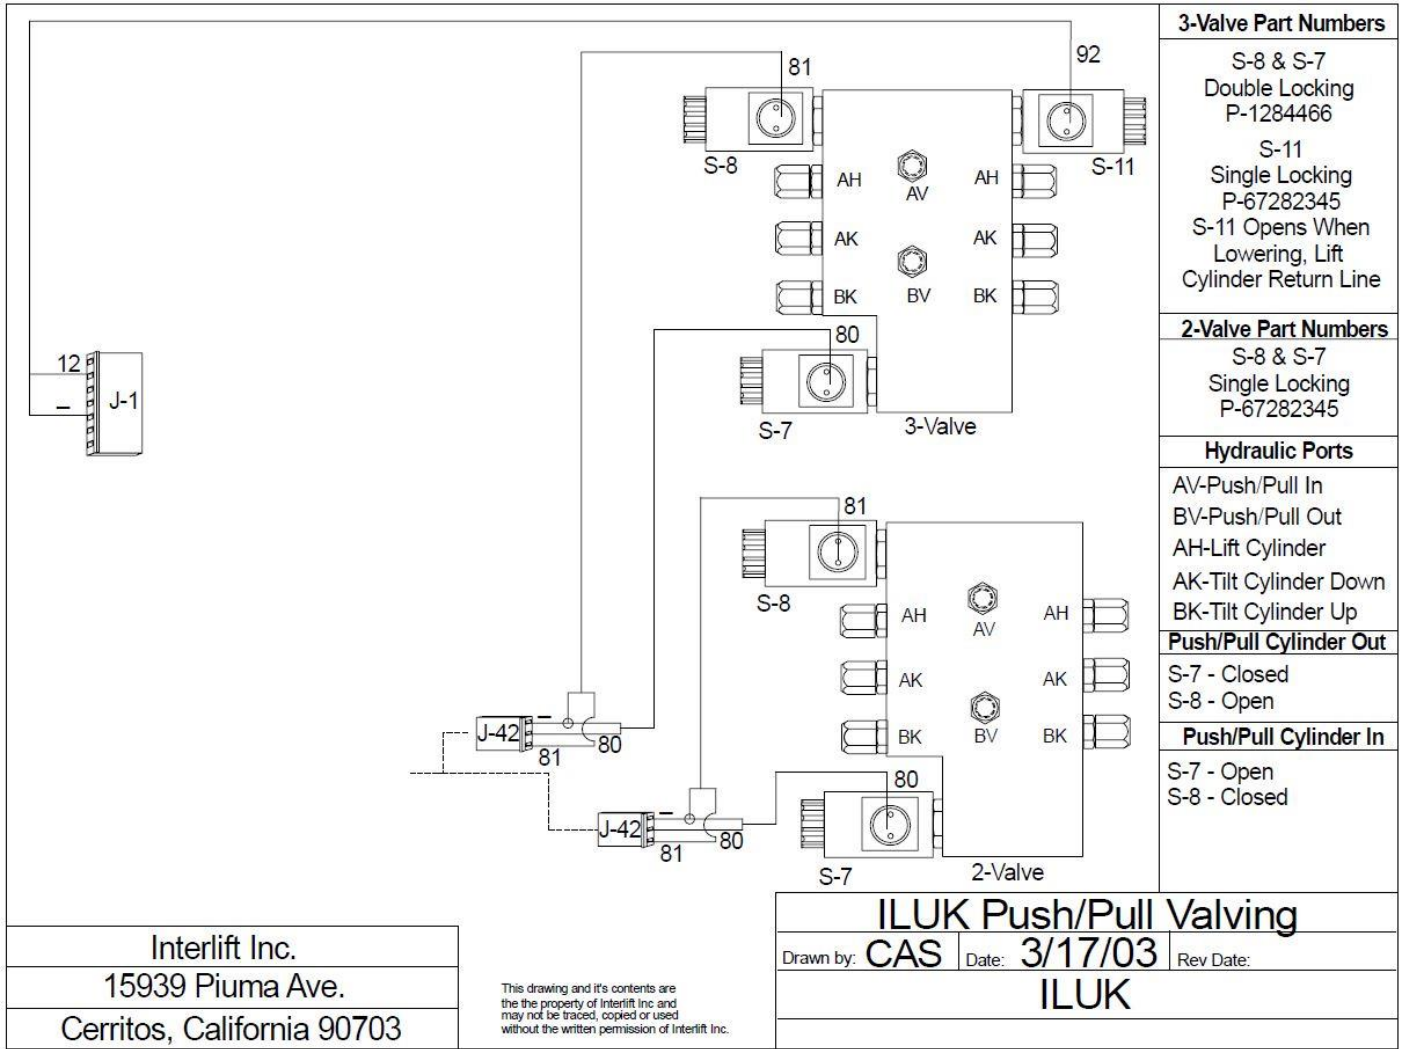 3-Valve Part Numbers
S-8 & S-7
Double Locking
P-1284466
S-11
Single Locking
P-67282345
S-11 Opens When
Lowering, Lift
Cylinder Return Line
2-Valve Part Numbers
S-8 & S-7
Single Locking
P-67282345
Hydraulic Ports
AV-Push/Pull In
BV-Push/Pull Out
AH-Lift Cylinder
AK-Tilt Cylinder Down
BK-Tilt Cylinder Up
Push/Pull Cylinder Out
S-7 - Closed
S-8 - Open
Push/Pull Cylinder In
S-7 - Open
S-8 - Closed
81
92
S-8
S-11
AH
AV
AH
AK
AK
BK
BV
BK
80
S-7
3-Valve
12
–
J-1
81
S-8
AH
AV
AH
AK
AK
BK
BV
BK
80
S-7
2-Valve
J-42
–
81
80
J-42
–
81
80
ILUK Push/Pull Valving
Drawn by: CAS Date: 3/17/03 Rev Date:
ILUK
Interlift Inc.
15939 Piuma Ave.
Cerritos, California 90703
This drawing and it's contents are
the the property of Interlift Inc and
may not be traced, copied or used
without the written permission of Interlift Inc.